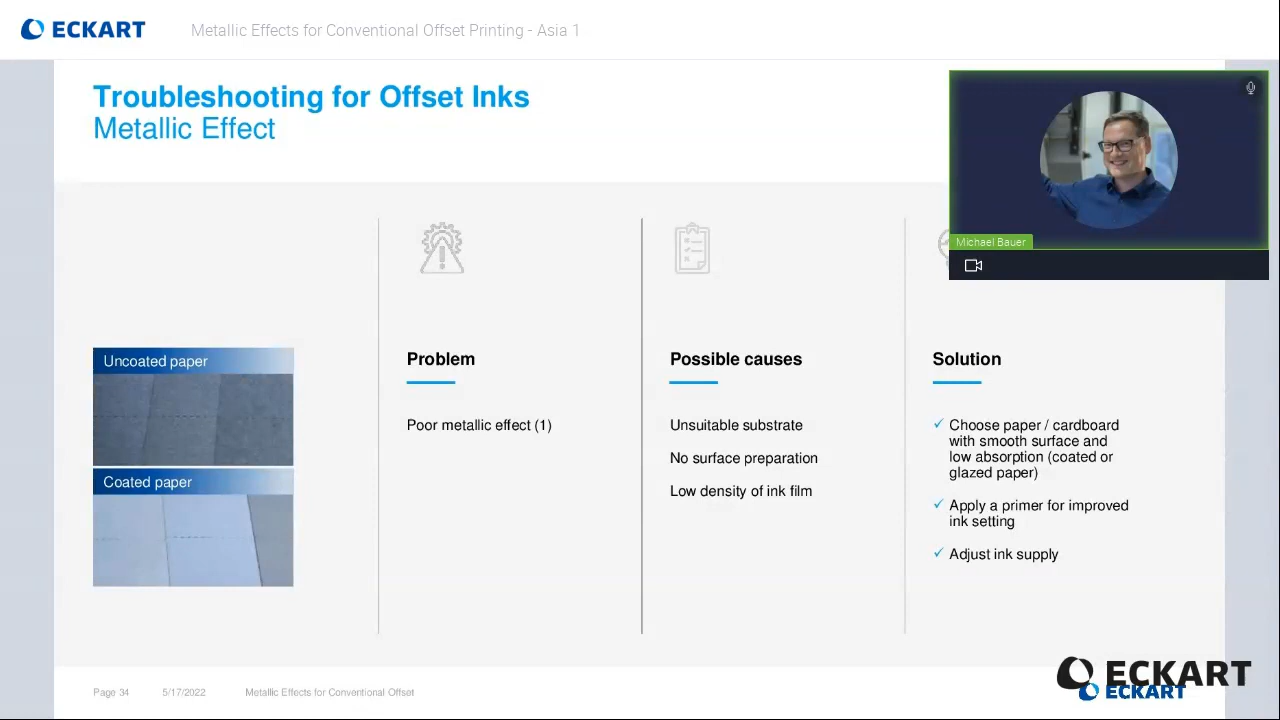 ECKART
Metallic Effects for Conventional Offset Printing - Asia 1
Troubleshooting for Offset Inks
Metallic Effect
Michael Bauer
Uncoated paper
Coated paper
Problem
Poor metallic effect (1)
Possible causes
Unsuitable substrate
No surface preparation
Low density of ink film
Solution
✓ Choose paper / cardboard
with smooth surface and
low absorption (coated or
glazed paper)
✓ Apply a primer for improved
ink setting
✓ Adjust ink supply
Page 34
5/17/2022
Metallic Effects for Conventional Offset
ECKART
ECKART